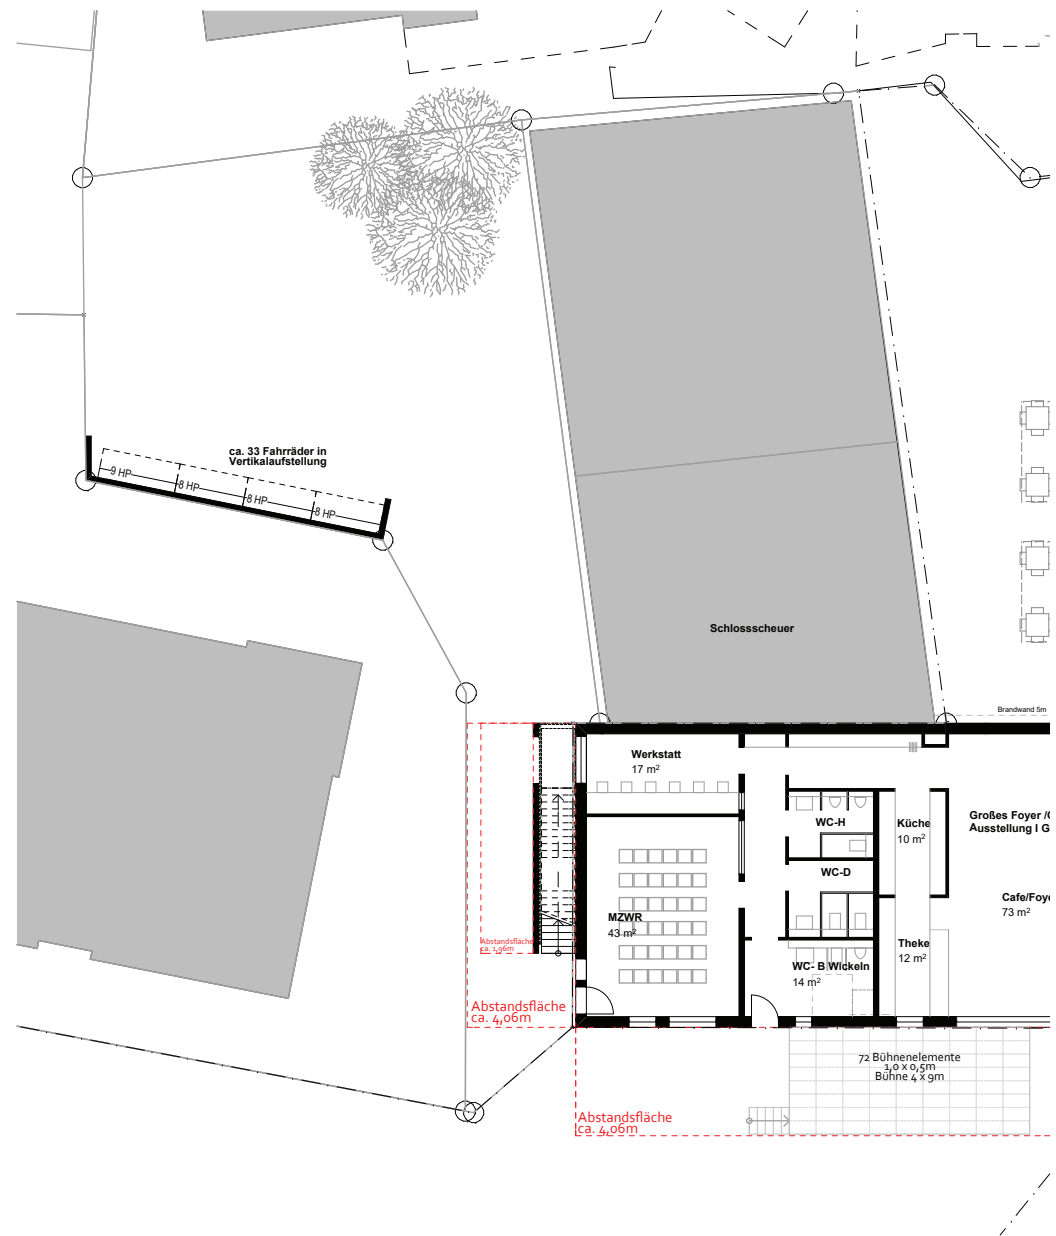 ca. 33 Fahrräder in
Vertikalaufstellung
9 HP
8 HP
8 HP
8 HP
Schlossscheuer
Brandwand 5m
Werkstatt
17 m²
WC-H
Küche
10 m²
Großes Foyer /
Ausstellung I G
WC-D
Cafe/Foye
73 m²
MZWR
43 m²
Theke
12 m²
Abstandsfläche
ca. 1,96m
WC- B Wickeln
14 m²
Abstandsfläche
ca. 4,06m
72 Bühnenelemente
1,0 x 0,5m
Bühne 4 x 9m
Abstandsfläche
ca. 4,06m